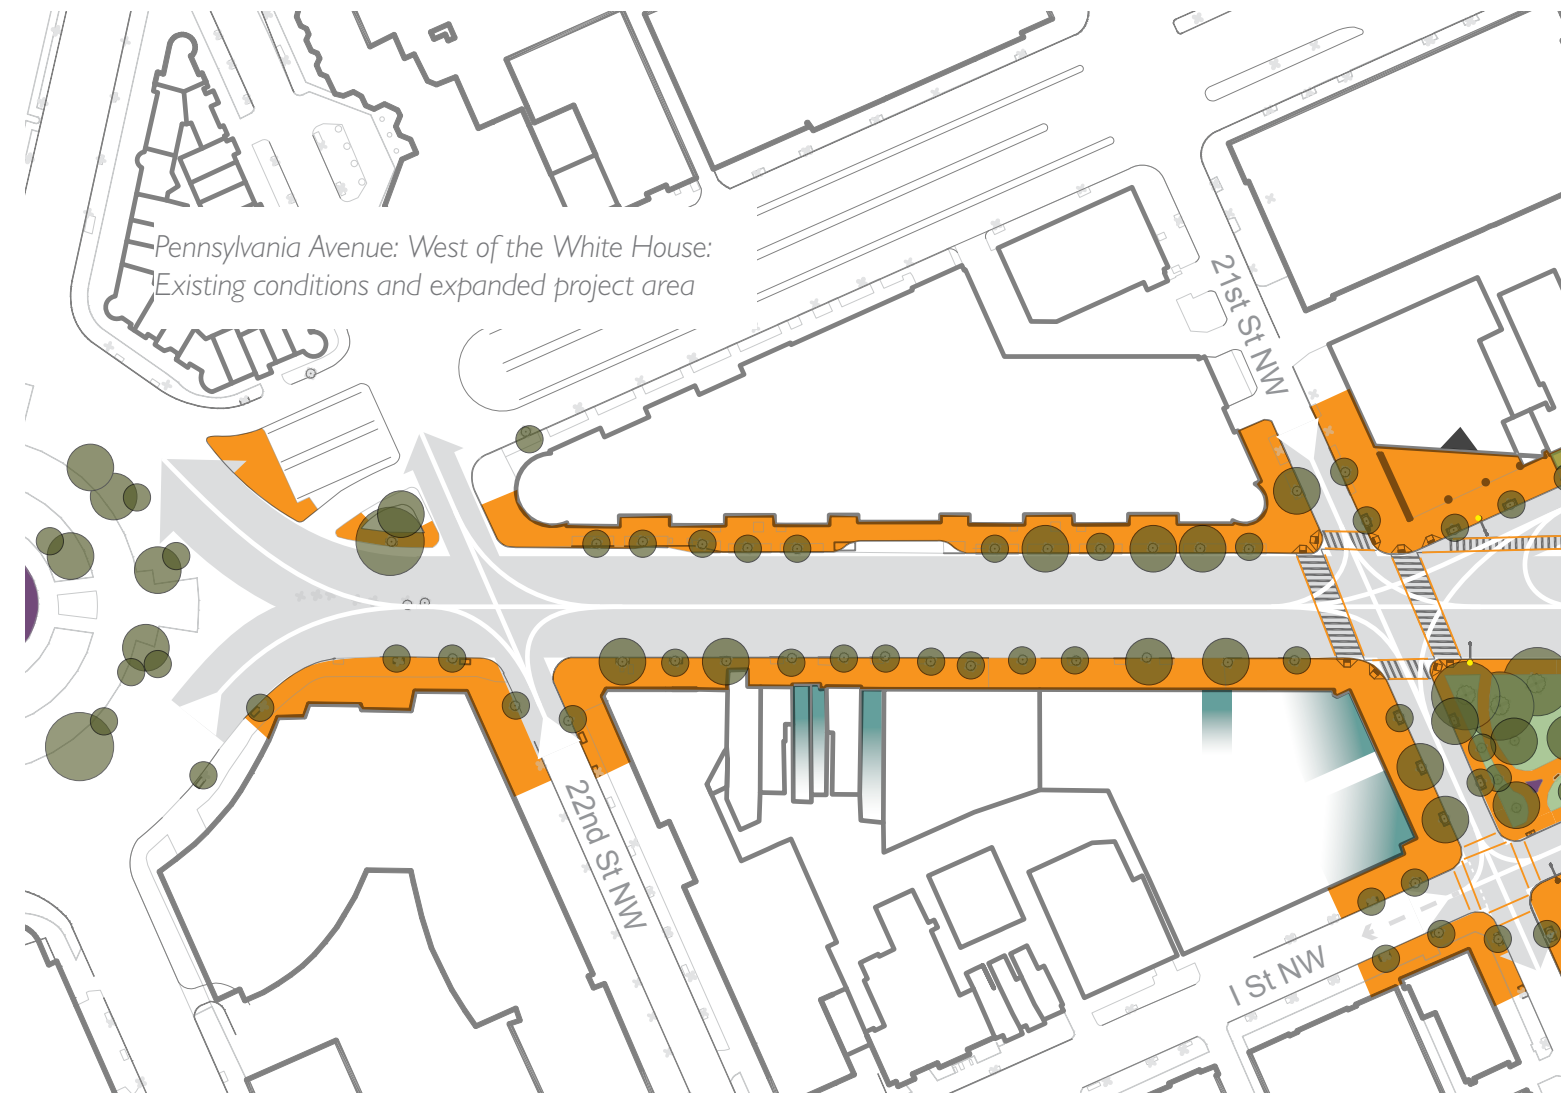 Pennsylvania Avenue: West of the White House:
Existing conditions and expanded project area
21st St NW
22nd St NW
I St NW